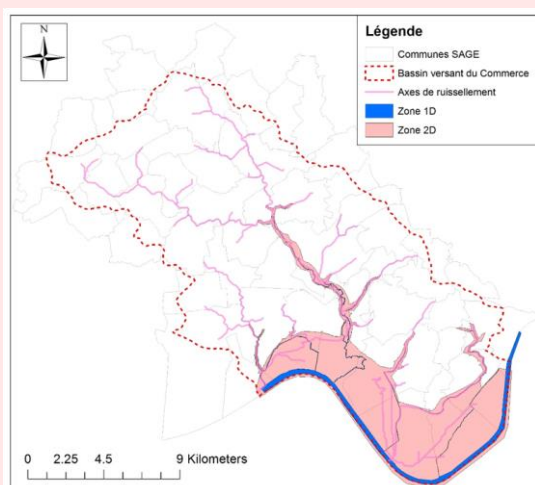 N
Légende
Communes SAGE
Bassin versant du Commerce
Axes de ruissellement
Zone 1D
Zone 2D
0 2.25 4.5 9 Kilometers